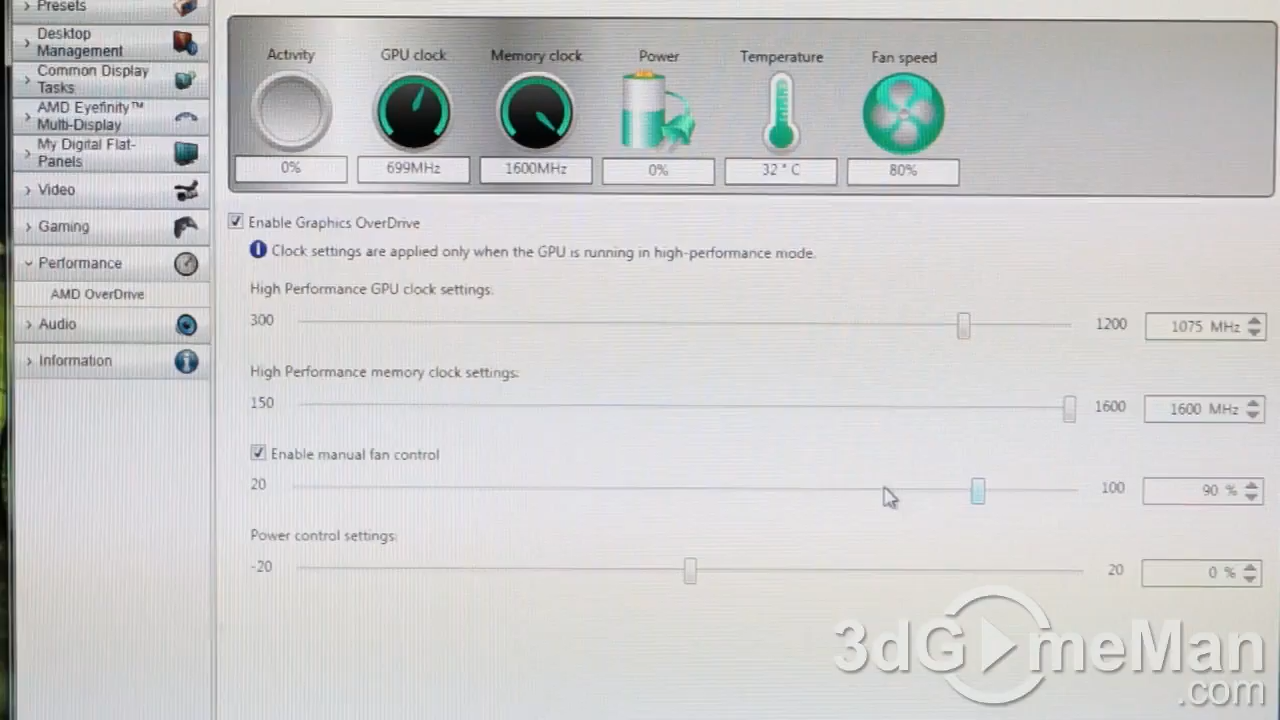 Presets
Desktop
Management
Common Display
Tasks
AMD Eyefinity™
Multi-Display
My Digital Flat-
Panels
Video
Gaming
Performance
AMD OverDrive
Audio
Information
Activity
GPU clock
Memory clock
Power
Temperature
Fan speed
0%
699MHz
1600MHz
0%
32° C
80%
Enable Graphics OverDrive
Clock settings are applied only when the GPU is running in high-performance mode.
High Performance GPU clock settings:
300
1200
1075 MHz
High Performance memory clock settings:
150
1600
1600 MHz
Enable manual fan control
20
100
90 %
Power control settings:
-20
20
0 %
3dGameMan
.com